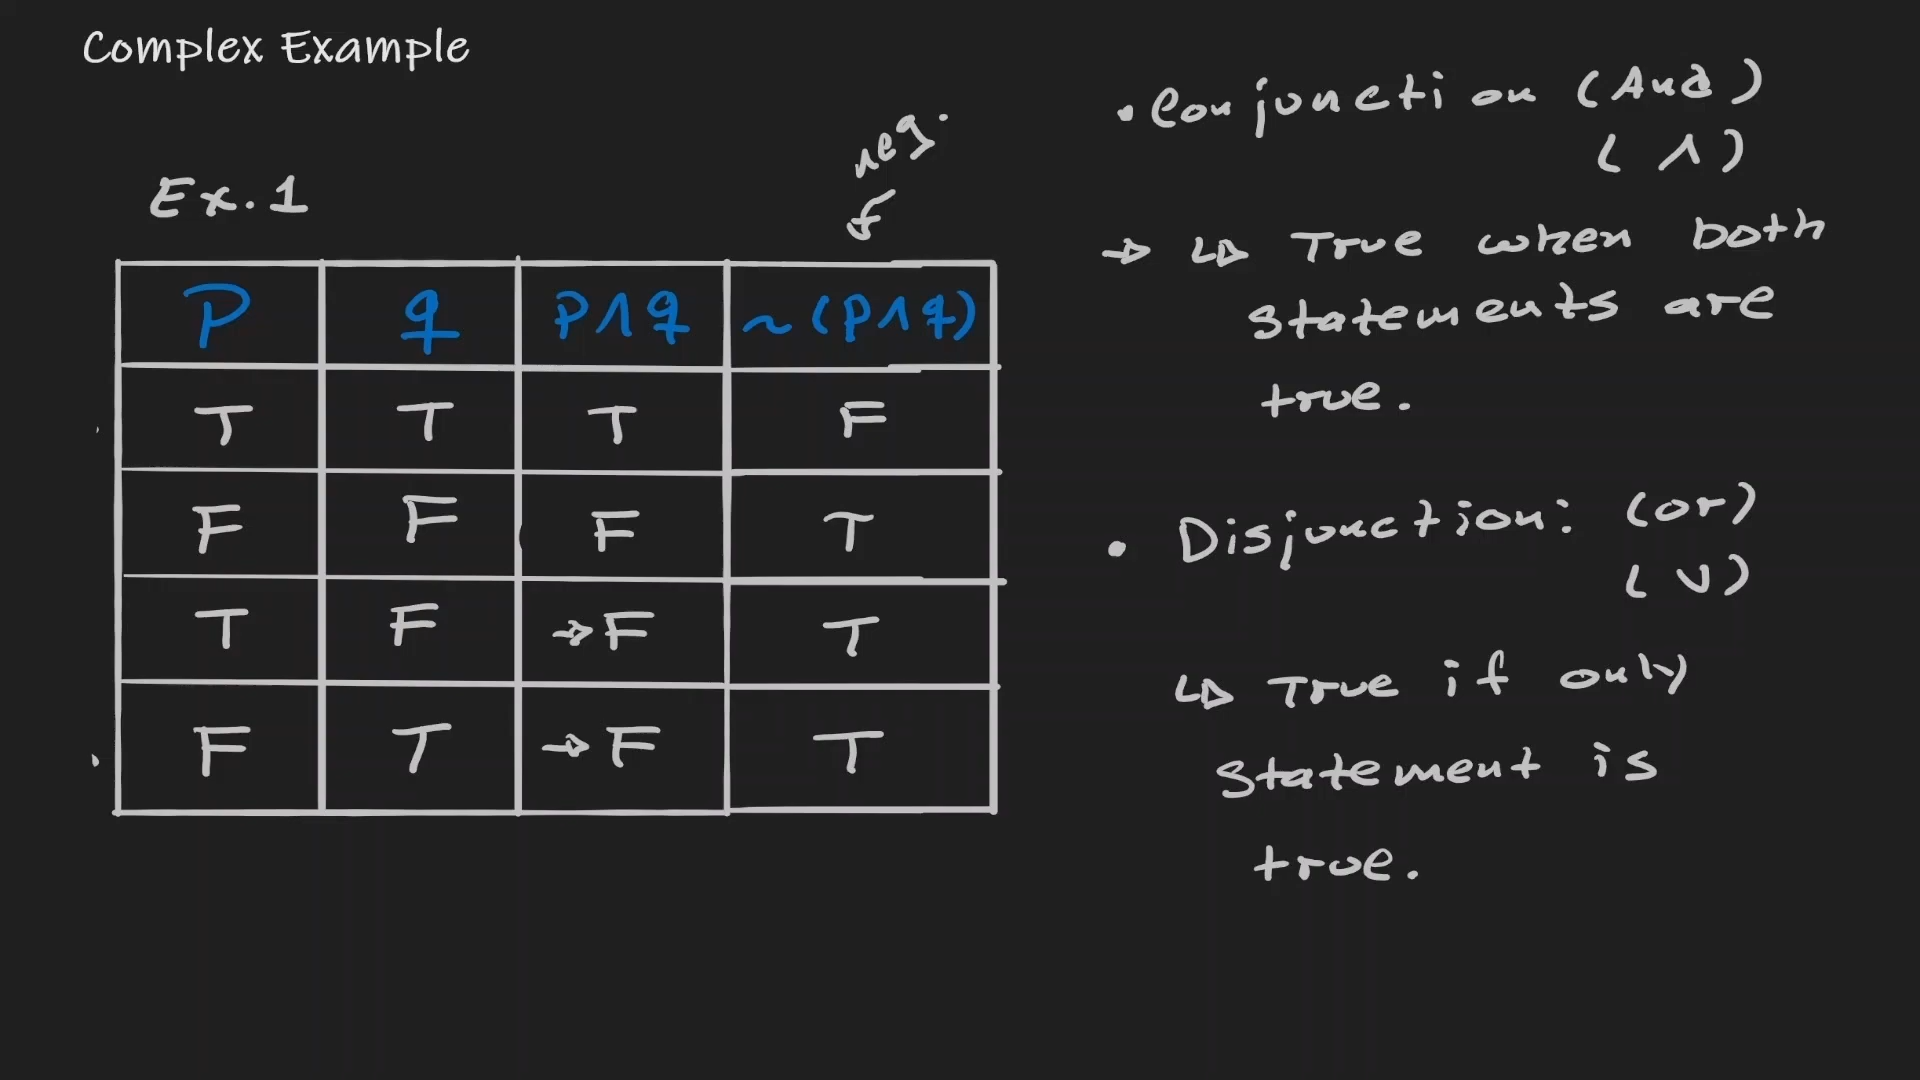 Complex Example
Ex. 1
neg.
P q P∧q ~(P∧q)
T T T F
F F F T
T F →F T
F T →F T
• Conjunction (And)
(∧)
→ ↳ True when both
statements are
true.
• Disjunction: (or)
(∨)
↳ True if only
statement is
true.